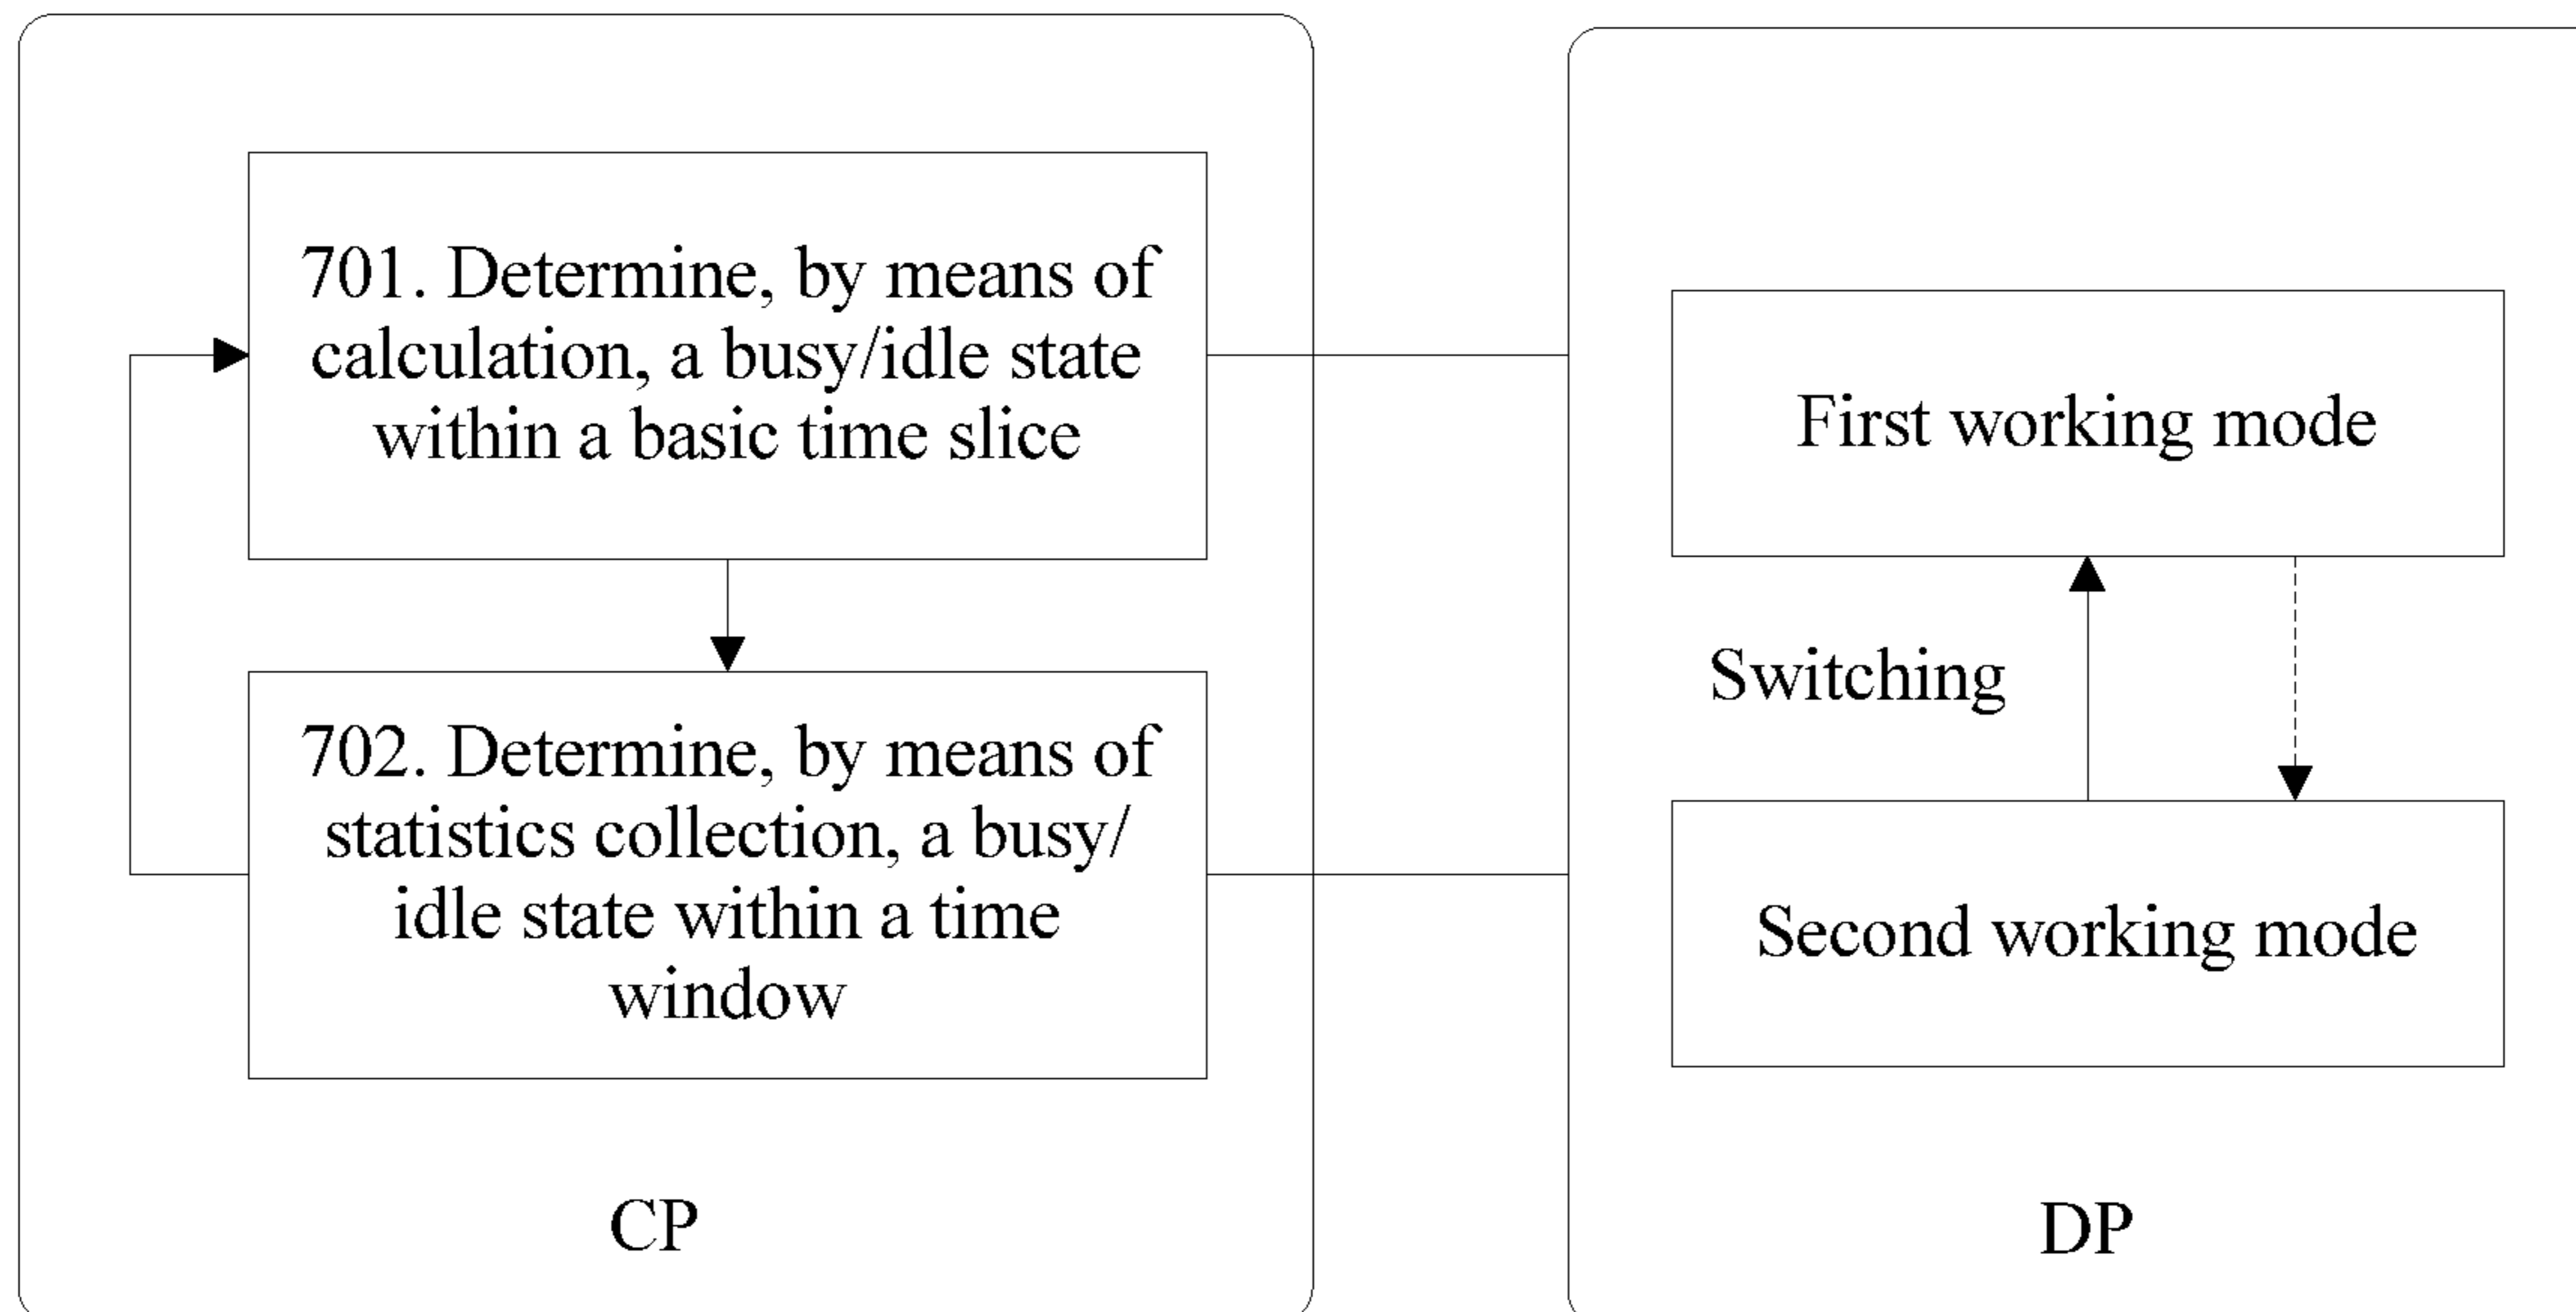 701. Determine, by means of
calculation, a busy/idle state
within a basic time slice
702. Determine, by means of
statistics collection, a busy/
idle state within a time
window
CP
First working mode
Switching
Second working mode
DP